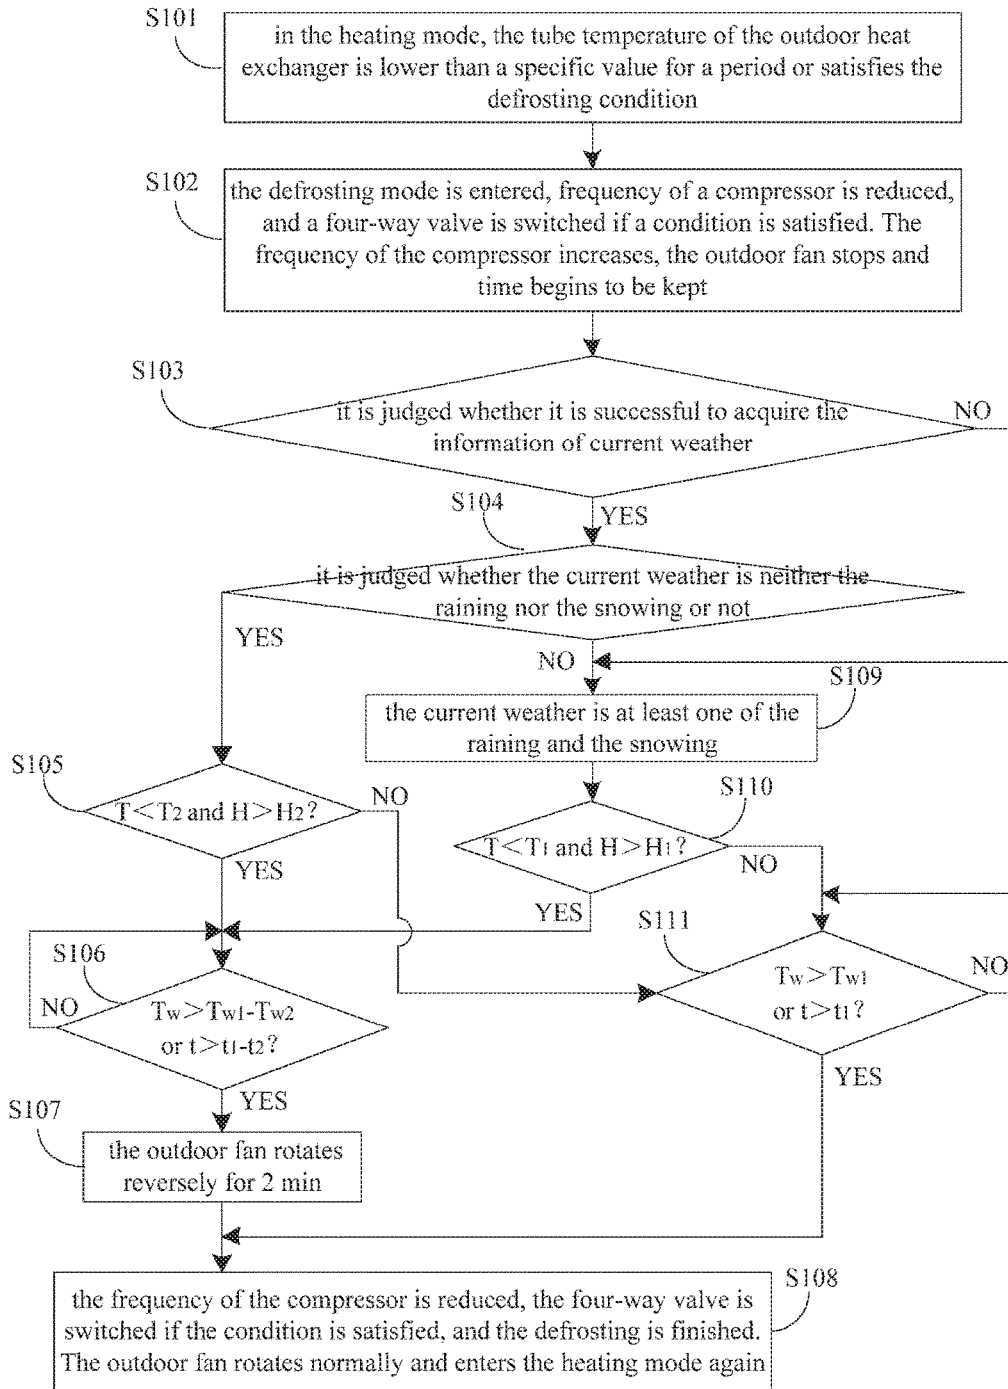 S101
in the heating mode, the tube temperature of the outdoor heat
exchanger is lower than a specific value for a period or satisfies the
defrosting condition
S102
the defrosting mode is entered, frequency of a compressor is reduced,
and a four-way valve is switched if a condition is satisfied. The
frequency of the compressor increases, the outdoor fan stops and
time begins to be kept
S103
it is judged whether it is successful to acquire the
information of current weather
NO
YES
S104
it is judged whether the current weather is neither the
raining nor the snowing or not
YES
NO
S109
the current weather is at least one of the
raining and the snowing
S105
T<T2 and H>H2?
NO
YES
S110
T<T1 and H>H1?
NO
YES
S106
Tw>Tw1-Tw2
or t>t1-t2?
NO
YES
S111
Tw>Tw1
or t>t1?
NO
YES
S107
the outdoor fan rotates
reversely for 2 min
S108
the frequency of the compressor is reduced, the four-way valve is
switched if the condition is satisfied, and the defrosting is finished.
The outdoor fan rotates normally and enters the heating mode again